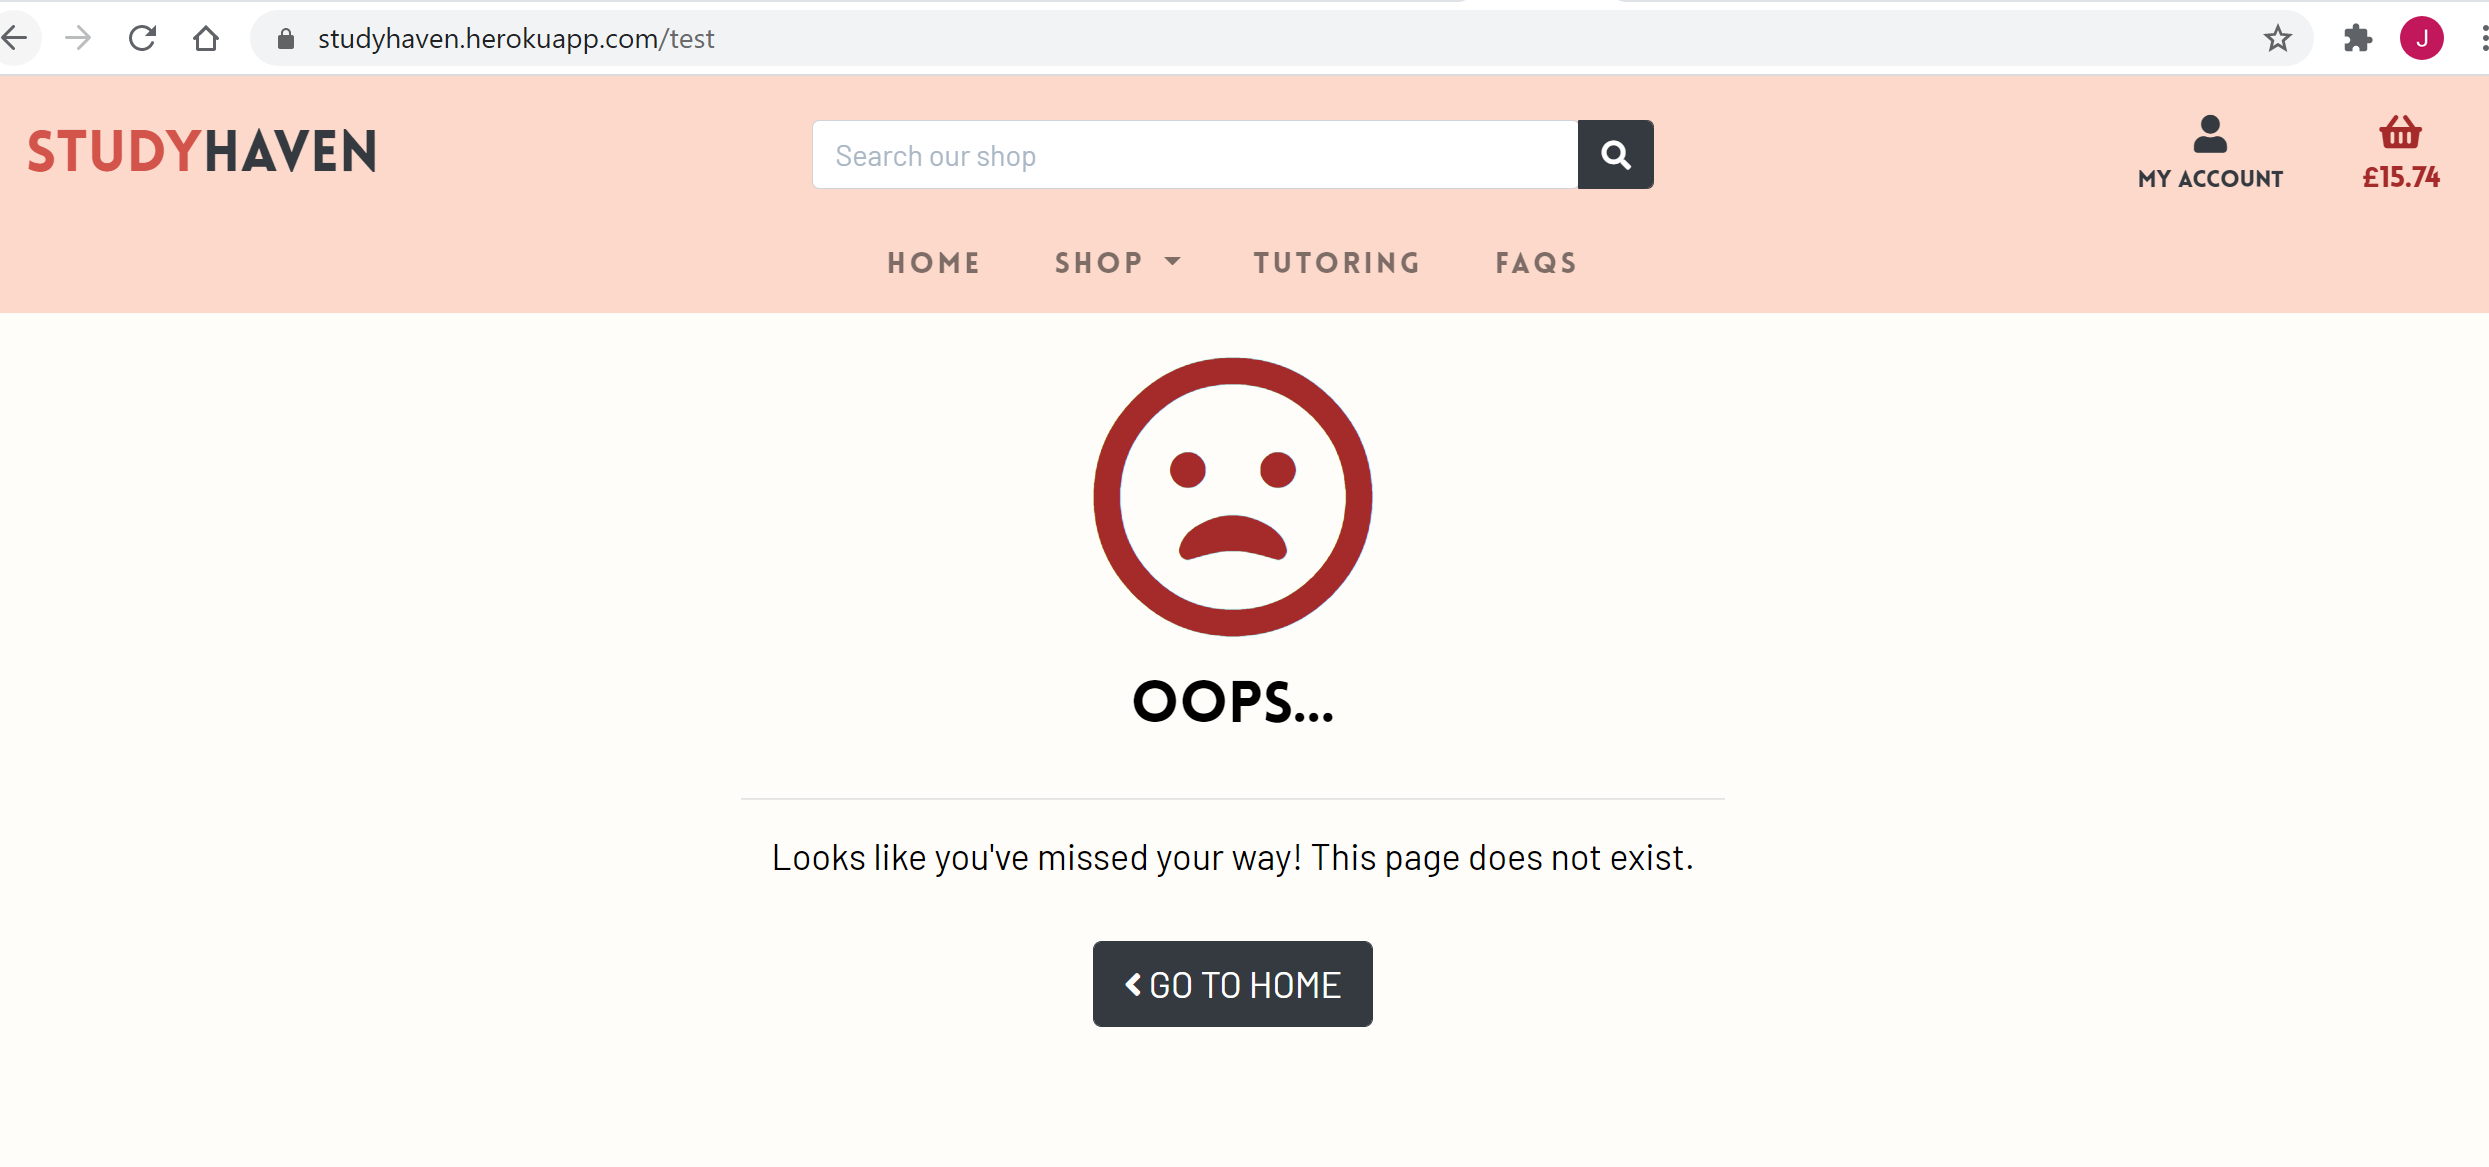 studyhaven.herokuapp.com/test
J
STUDYHAVEN
Search our shop
MY ACCOUNT
£15.74
HOME SHOP TUTORING FAQS
OOPS...
Looks like you've missed your way! This page does not exist.
GO TO HOME